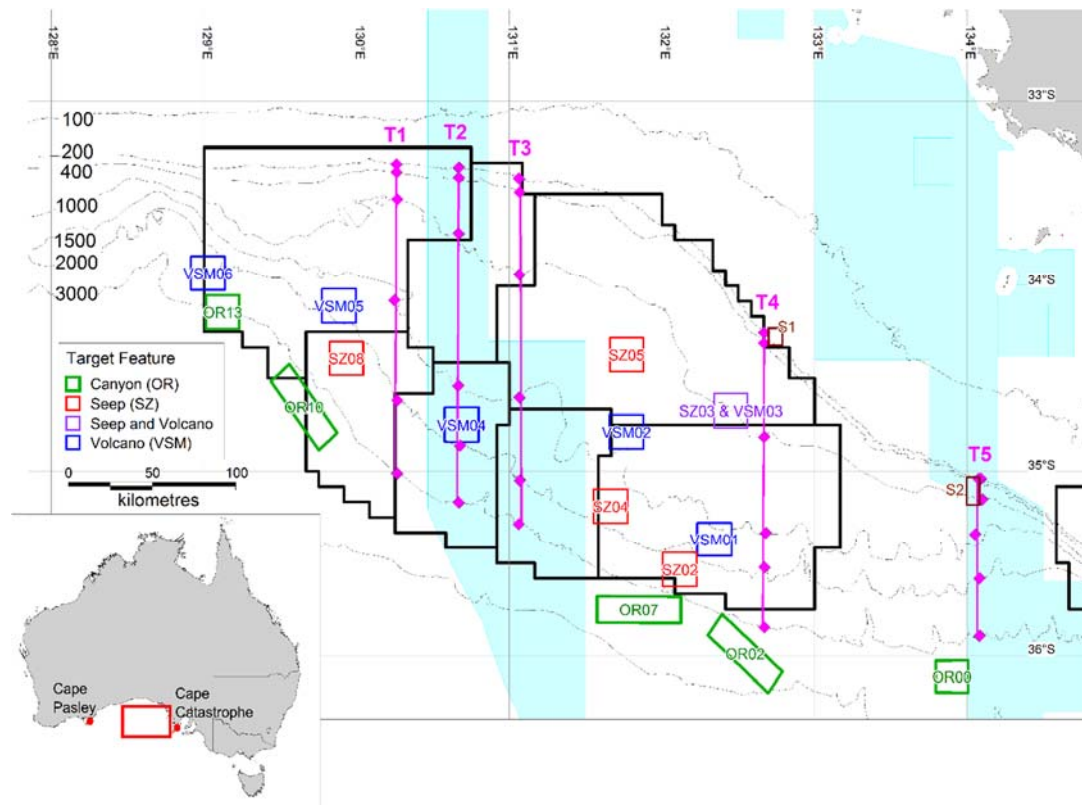 128°E
129°E
130°E
131°E
132°E
133°E
134°E
33°S
100
200
400
1000
1500
2000
3000
T1
T2
T3
34°S
VSM06
OR13
VSM05
T4
S1
SZ08
SZ05
Target Feature
Canyon (OR)
Seep (SZ)
Seep and Volcano
Volcano (VSM)
OR10
SZ03 & VSM03
VSM04
VSM02
T5
35°S
0 50 100
kilometres
S2
SZ04
VSM01
SZ02
OR07
OR02
36°S
OR00
Cape
Pasley
Cape
Catastrophe